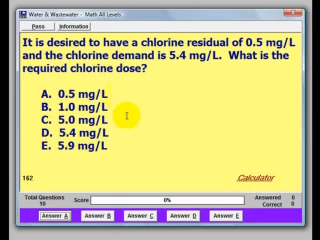 Water & Wastewater - Math All Levels
Pass Information
It is desired to have a chlorine residual of 0.5 mg/L
and the chlorine demand is 5.4 mg/L. What is the
required chlorine dose?
A. 0.5 mg/L
B. 1.0 mg/L
C. 5.0 mg/L
D. 5.4 mg/L
E. 5.9 mg/L
162 Calculator
Total Questions Score 0% Answered 0
10 Correct 0
Answer A Answer B Answer C Answer D Answer E